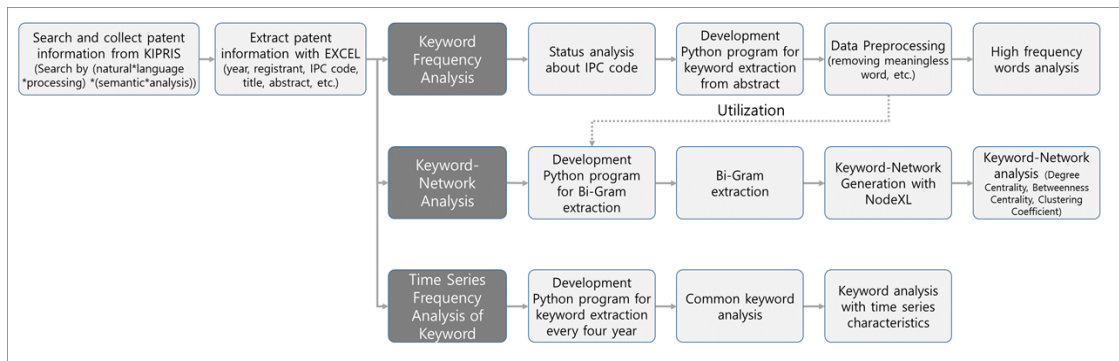 Search and collect patent
information from KIPRIS
(Search by (natural*language
*processing) *(semantic*analysis))
Extract patent
information with EXCEL
(year, registrant, IPC code,
title, abstract, etc.)
Keyword
Frequency
Analysis
Status analysis
about IPC code
Development
Python program for
keyword extraction
from abstract
Data Preprocessing
(removing meaningless
word, etc.)
High frequency
words analysis
Utilization
Keyword-
Network
Analysis
Development
Python program
for Bi-Gram
extraction
Bi-Gram
extraction
Keyword-Network
Generation with
NodeXL
Keyword-Network
analysis (Degree
Centrality, Betweenness
Centrality, Clustering
Coefficient)
Time Series
Frequency
Analysis of
Keyword
Development
Python program for
keyword extraction
every four year
Common keyword
analysis
Keyword analysis
with time series
characteristics